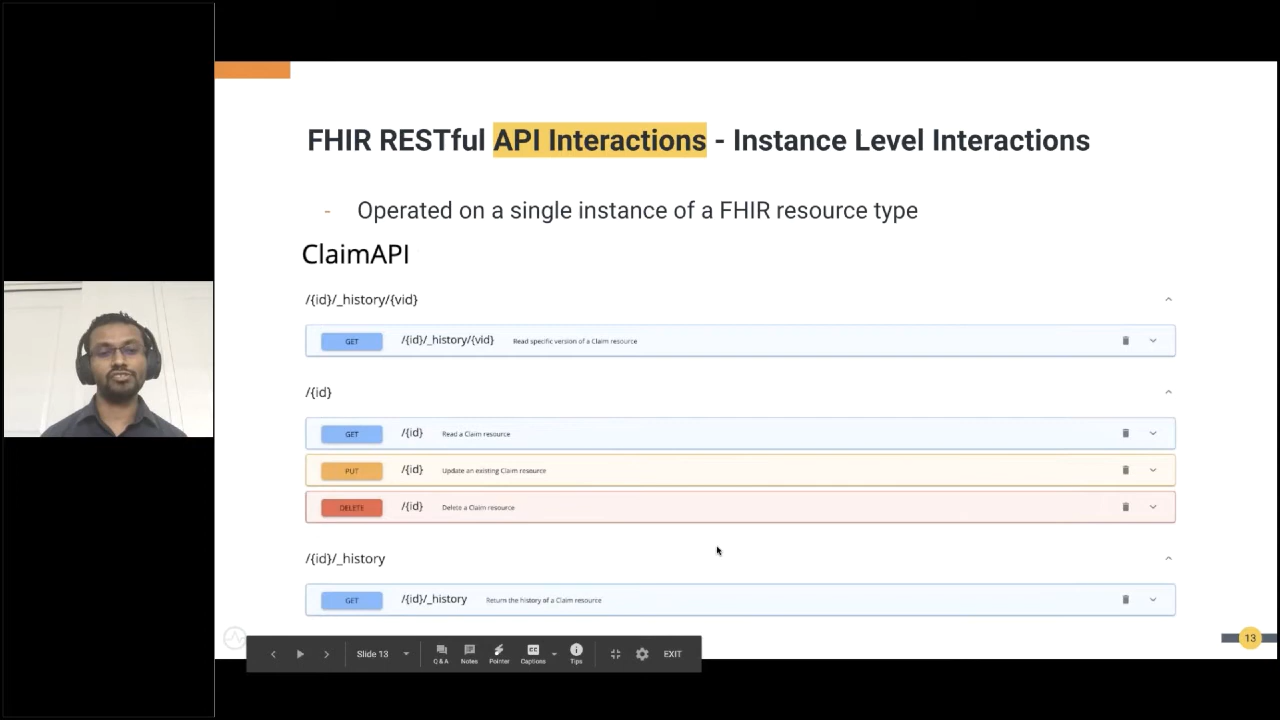 FHIR RESTful API Interactions - Instance Level Interactions
- Operated on a single instance of a FHIR resource type
ClaimAPI
/{id}/_history/{vid}
GET /{id}/_history/{vid} Read specific version of a Claim resource
/{id}
GET /{id} Read a Claim resource
PUT /{id} Update an existing Claim resource
DELETE /{id} Delete a Claim resource
/{id}/_history
GET /{id}/_history Return the history of a Claim resource
13
Slide 13
Q & A
Notes
Pointer
CC
Captions
Tips
EXIT